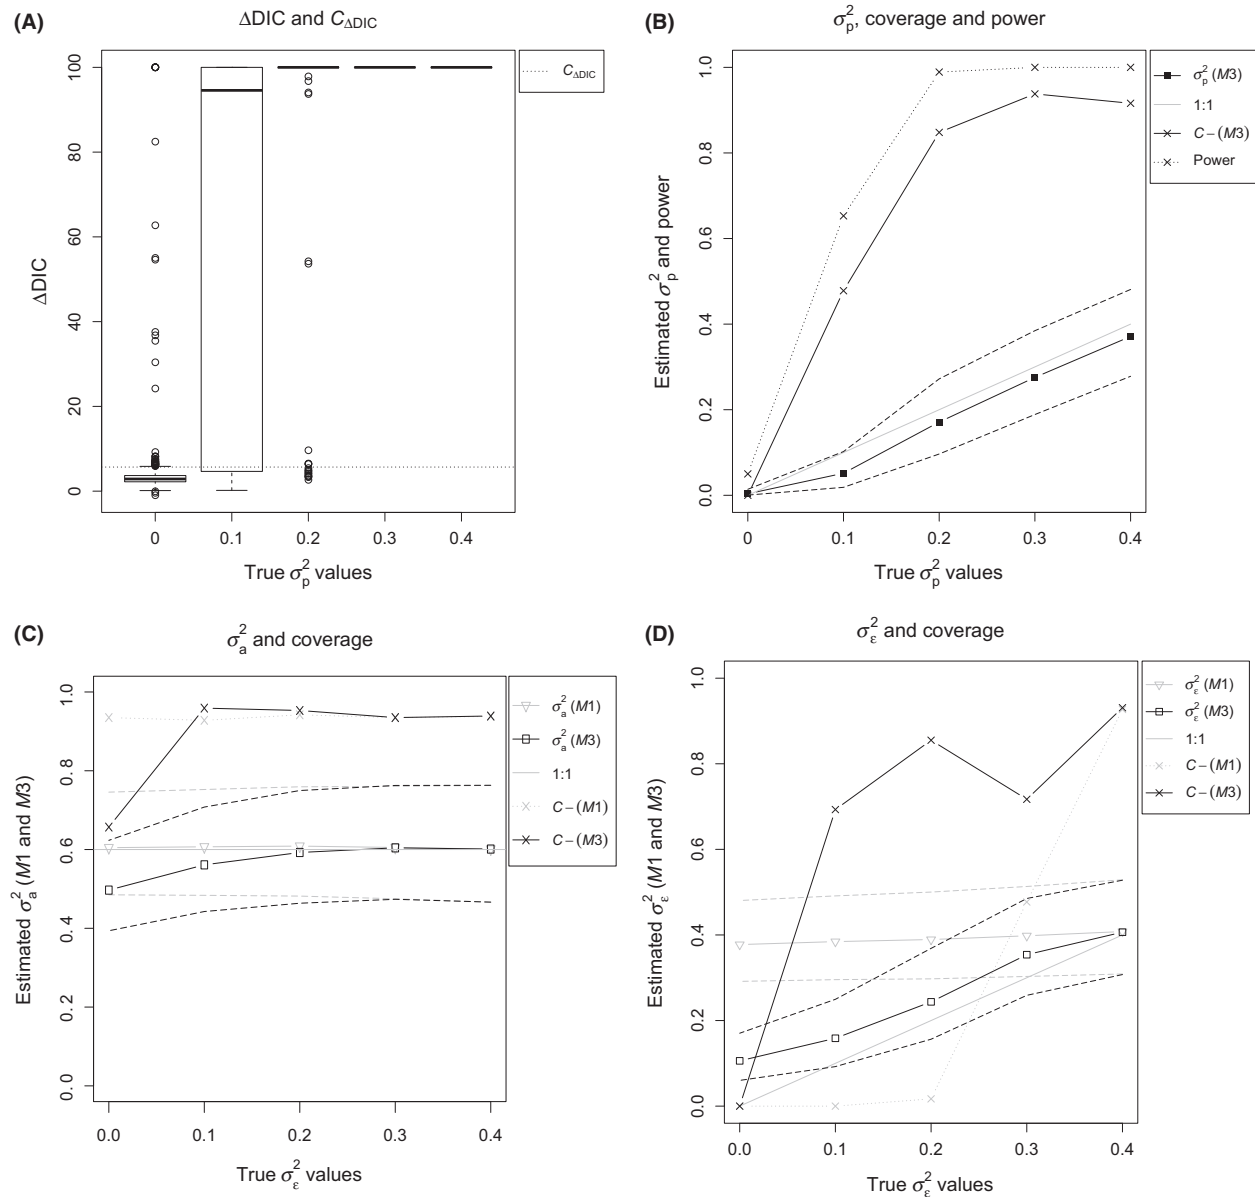 (A)
ΔDIC and C_ΔDIC
ΔDIC
100
80
60
40
20
0
0 0.1 0.2 0.3 0.4
True σ²_p values
C_ΔDIC
(B)
σ²_p, coverage and power
Estimated σ²_p and power
1.0
0.8
0.6
0.4
0.2
0.0
0 0.1 0.2 0.3 0.4
True σ²_p values
σ²_p (M3)
1:1
C – (M3)
Power
(C)
σ²_a and coverage
Estimated σ²_a (M1 and M3)
1.0
0.8
0.6
0.4
0.2
0.0
0.0 0.1 0.2 0.3 0.4
True σ²_ε values
σ²_a (M1)
σ²_a (M3)
1:1
C – (M1)
C – (M3)
(D)
σ²_ε and coverage
Estimated σ²_ε (M1 and M3)
1.0
0.8
0.6
0.4
0.2
0.0
0.0 0.1 0.2 0.3 0.4
True σ²_ε values
σ²_ε (M1)
σ²_ε (M3)
1:1
C – (M1)
C – (M3)